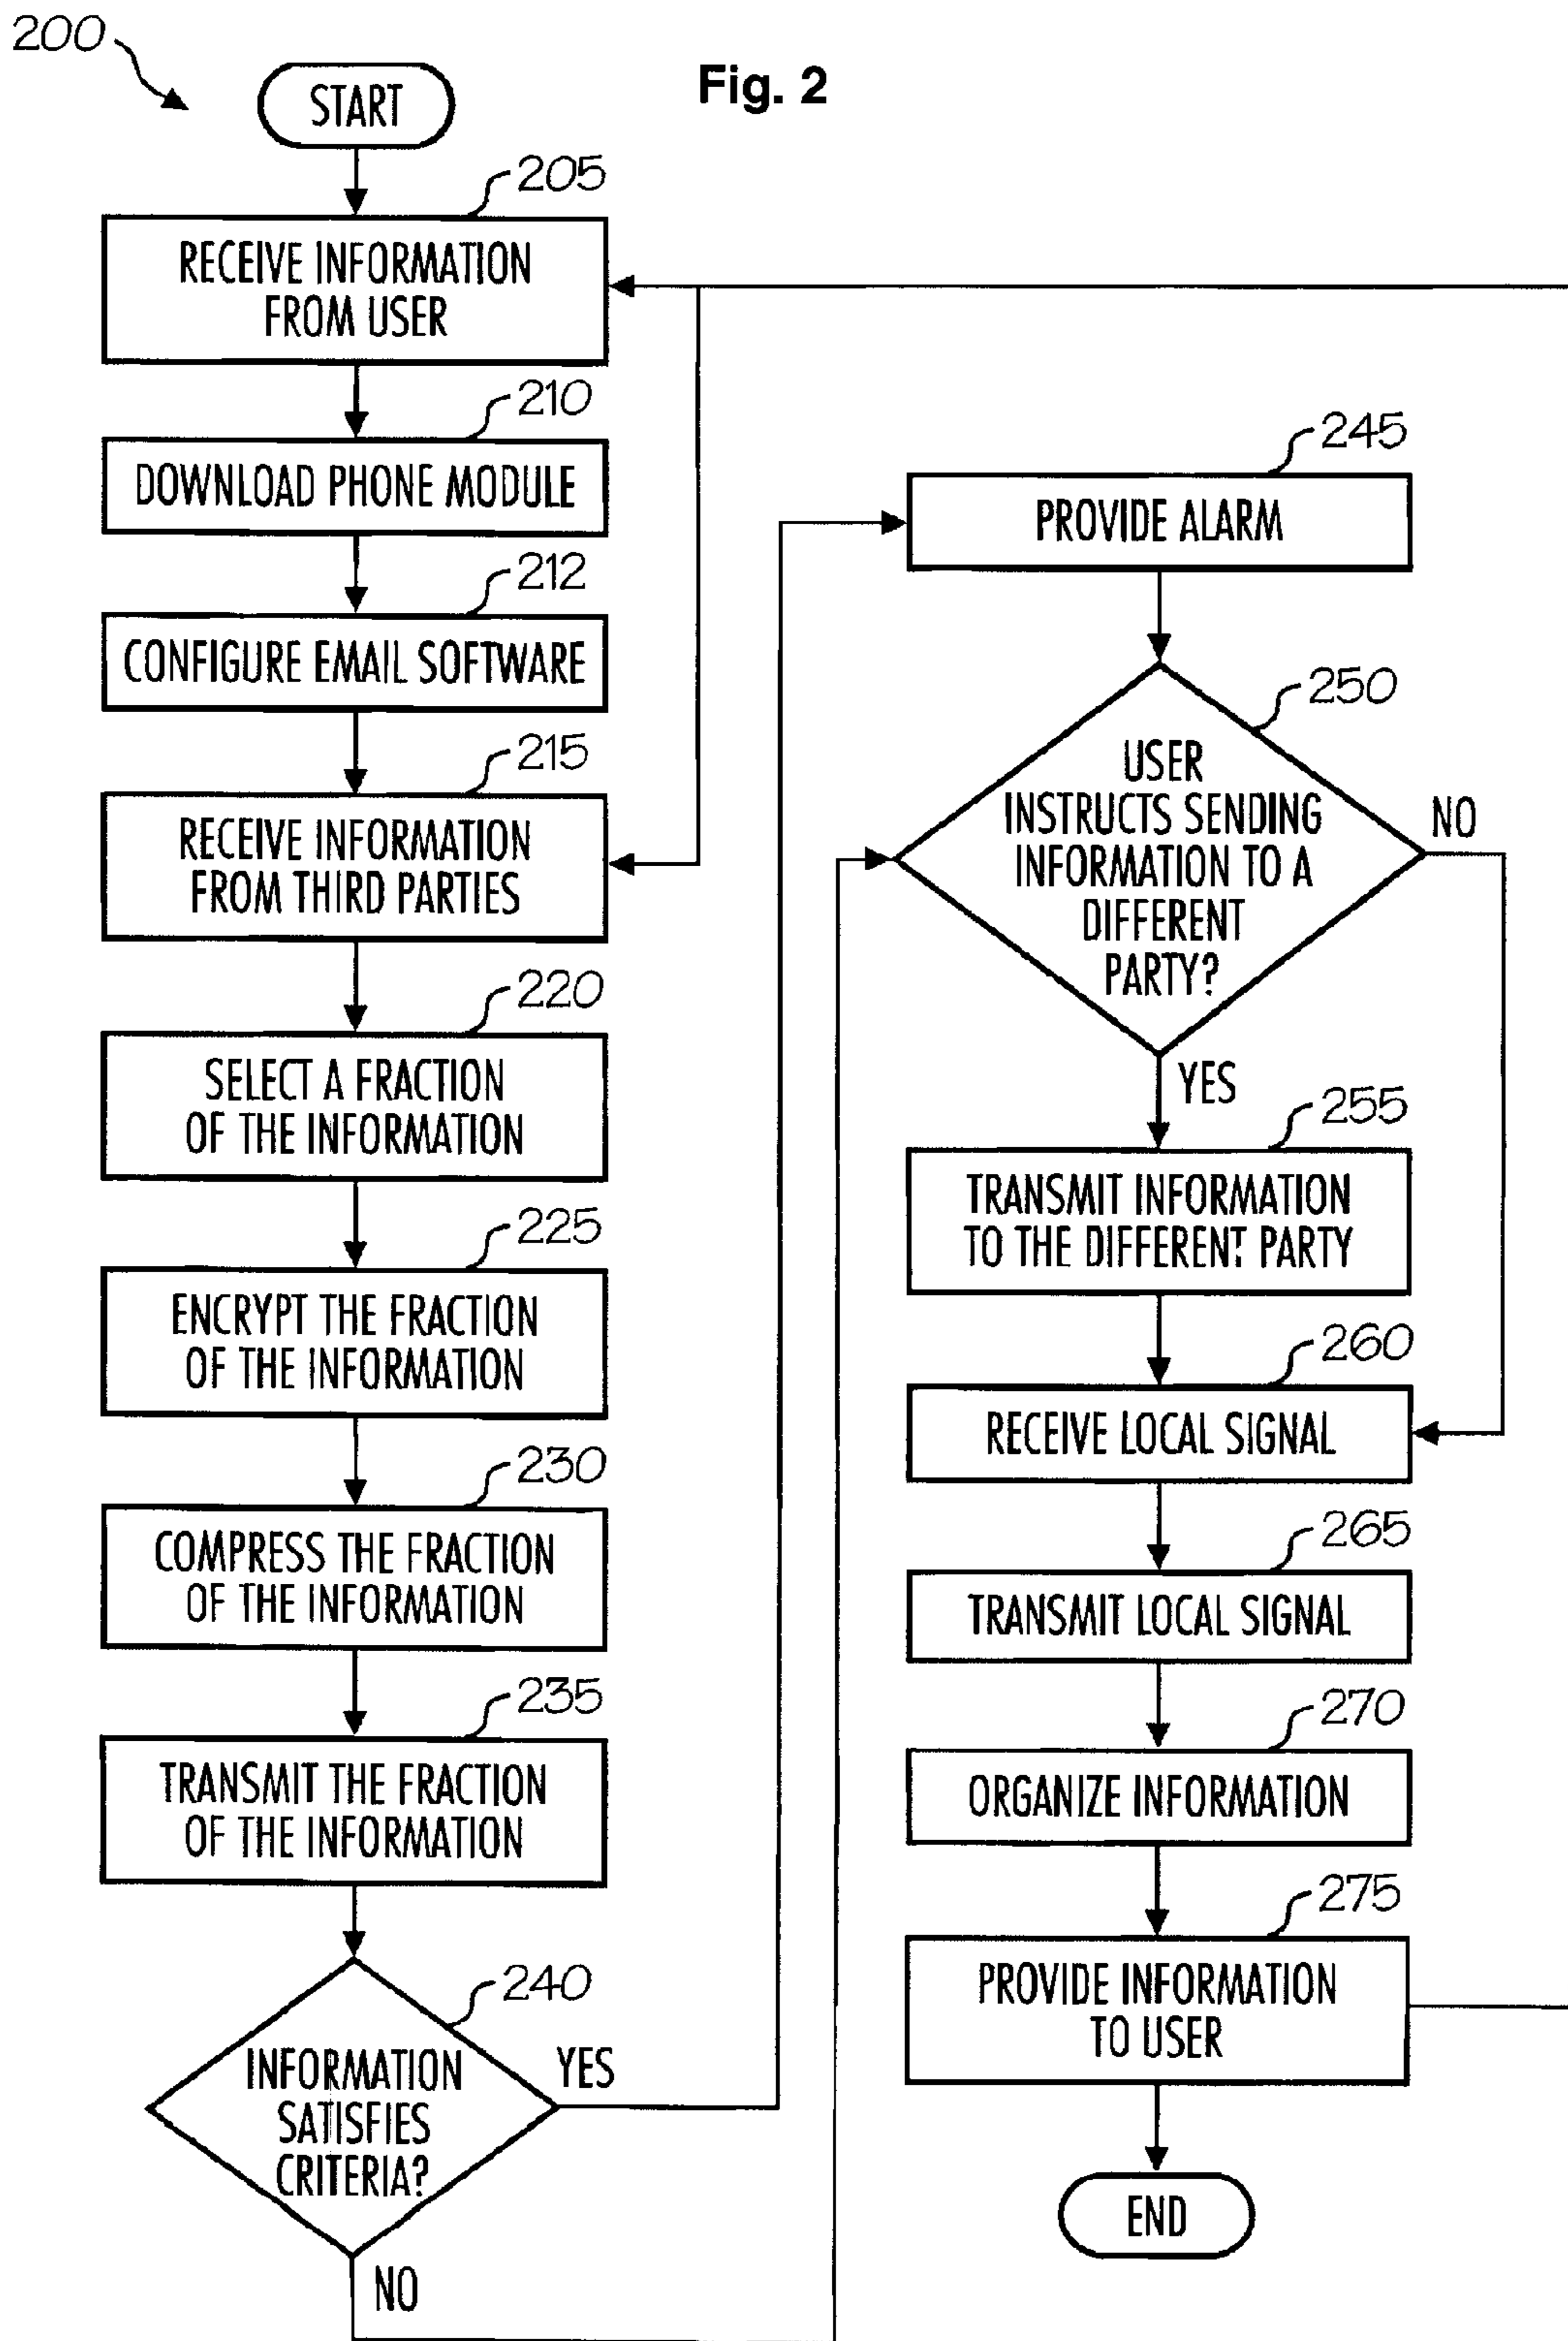 200
Fig. 2
START
205
RECEIVE INFORMATION
FROM USER
210
DOWNLOAD PHONE MODULE
212
CONFIGURE EMAIL SOFTWARE
215
RECEIVE INFORMATION
FROM THIRD PARTIES
220
SELECT A FRACTION
OF THE INFORMATION
225
ENCRYPT THE FRACTION
OF THE INFORMATION
230
COMPRESS THE FRACTION
OF THE INFORMATION
235
TRANSMIT THE FRACTION
OF THE INFORMATION
240
INFORMATION
SATISFIES
CRITERIA?
YES
NO
245
PROVIDE ALARM
250
USER
INSTRUCTS SENDING
INFORMATION TO A
DIFFERENT
PARTY?
NO
YES
255
TRANSMIT INFORMATION
TO THE DIFFERENT PARTY
260
RECEIVE LOCAL SIGNAL
265
TRANSMIT LOCAL SIGNAL
270
ORGANIZE INFORMATION
275
PROVIDE INFORMATION
TO USER
END